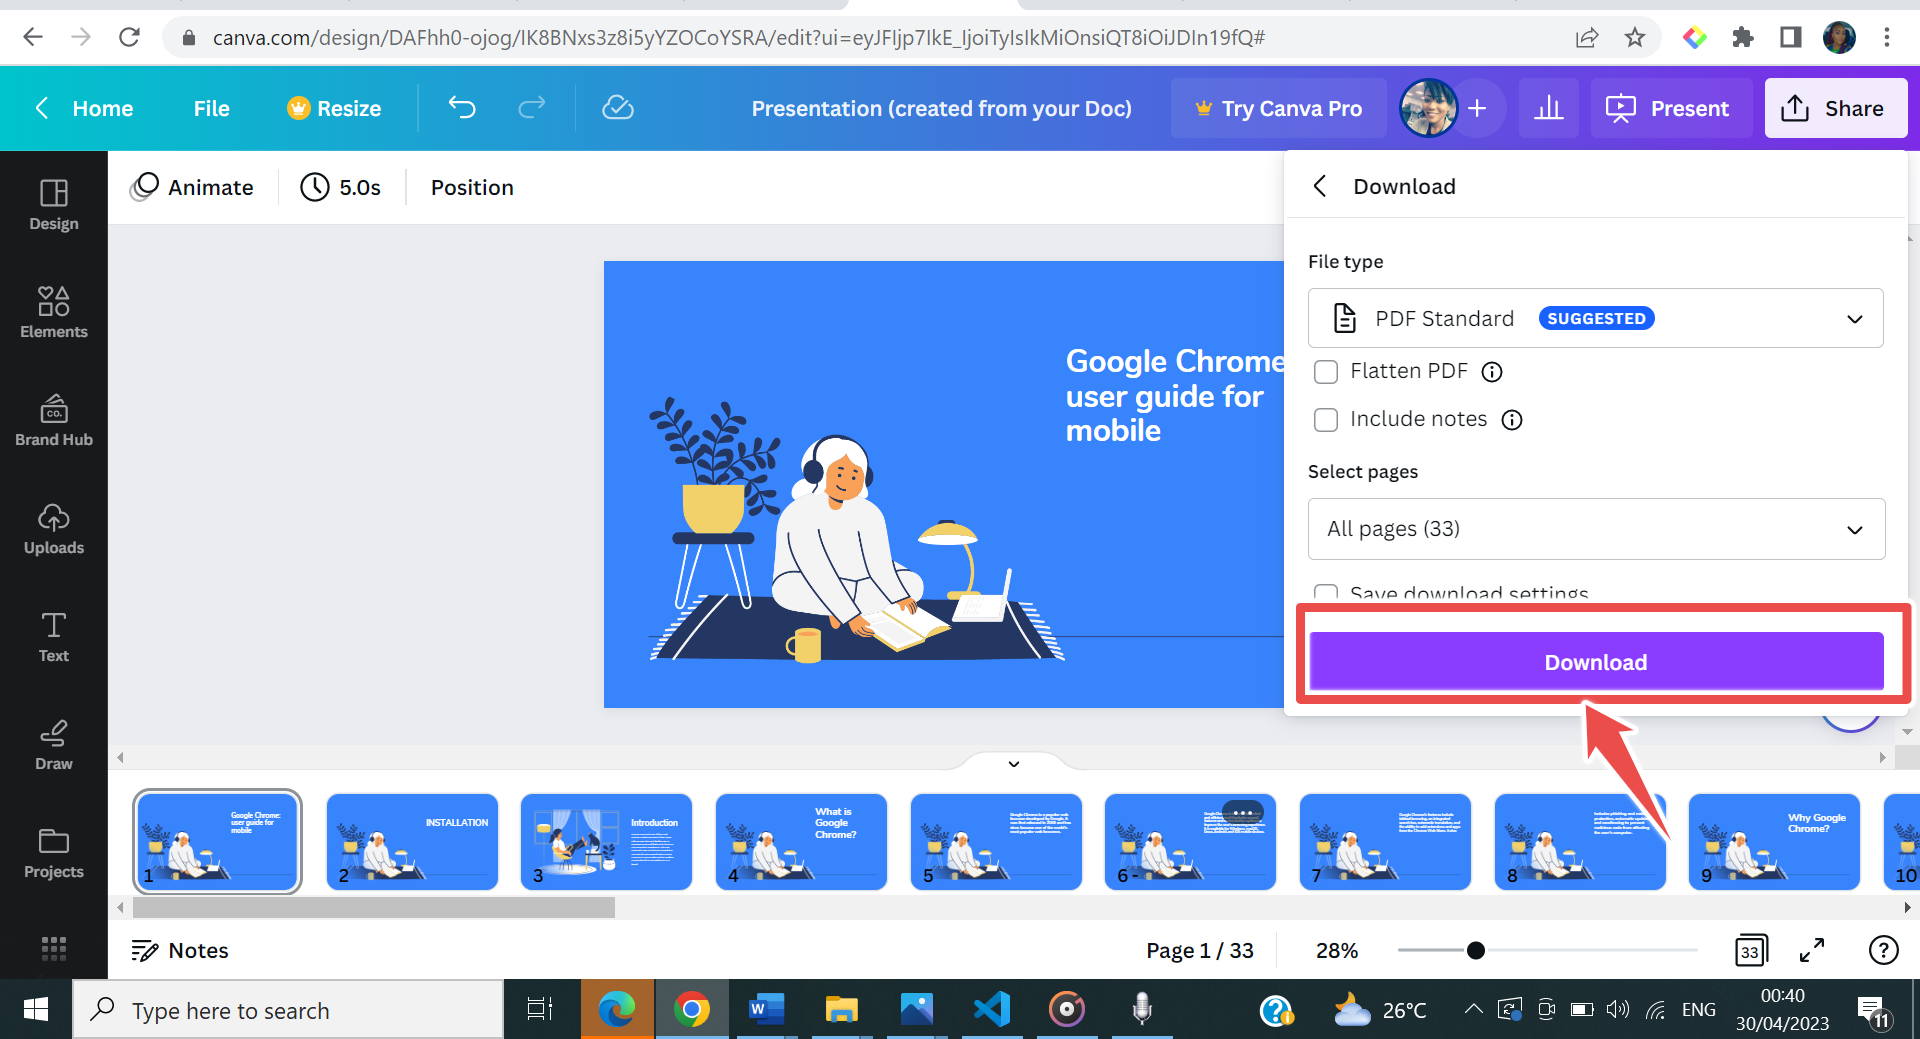 canva.com/design/DAFhh0-ojog/IK8BNxs3z8i5yYZOCoYSRA/edit?ui=eyJFIjp7IkE_IjoiTyIsIkMiOnsiQT8iOiJDIn19fQ#
Home
File
Resize
Presentation (created from your Doc)
Try Canva Pro
Present
Share
Design
Elements
CO.
Brand Hub
Uploads
Text
Draw
Projects
Animate
5.0s
Position
Google Chrome
user guide for
mobile
Download
File type
PDF Standard
SUGGESTED
Flatten PDF
Include notes
Select pages
All pages (33)
Save download settings
Download
Google Chrome:
user guide for
mobile
1
INSTALLATION
2
Introduction
3
What is
Google
Chrome?
4
5
6 -
7
8
Why Google
Chrome?
9
10
Notes
Page 1 / 33
28%
33
Type here to search
26°C
ENG
00:40
30/04/2023
11